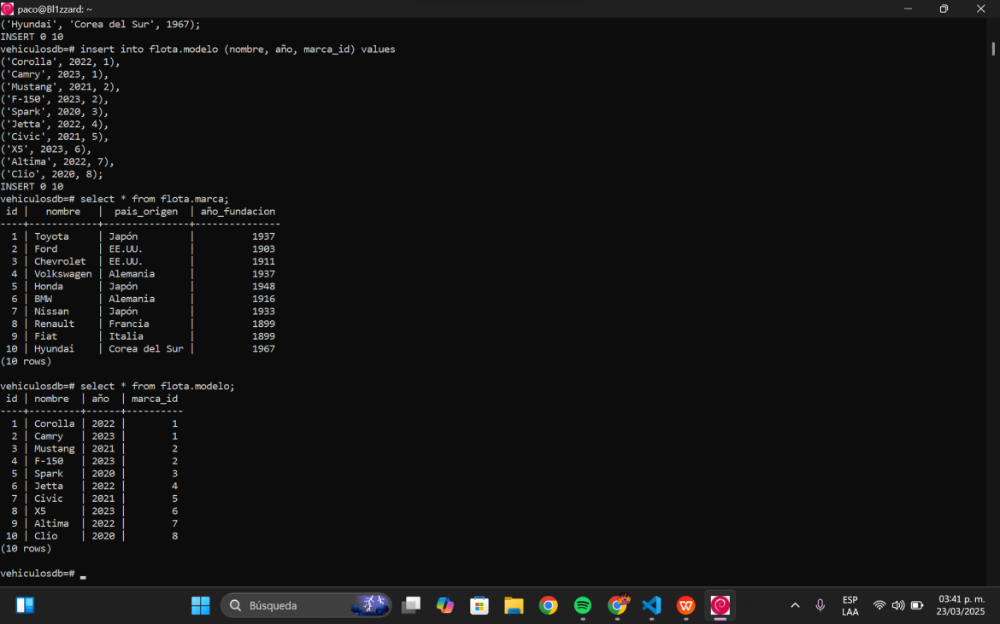 paco@Bl1zzard: ~
('Hyundai', 'Corea del Sur', 1967);
INSERT 0 10
vehiculosdb=# insert into flota.modelo (nombre, año, marca_id) values
('Corolla', 2022, 1),
('Camry', 2023, 1),
('Mustang', 2021, 2),
('F-150', 2023, 2),
('Spark', 2020, 3),
('Jetta', 2022, 4),
('Civic', 2021, 5),
('X5', 2023, 6),
('Altima', 2022, 7),
('Clio', 2020, 8);
INSERT 0 10
vehiculosdb=# select * from flota.marca;
 id |   nombre   |  pais_origen  | año_fundacion
----+------------+---------------+---------------
  1 | Toyota     | Japón         |          1937
  2 | Ford       | EE.UU.        |          1903
  3 | Chevrolet  | EE.UU.        |          1911
  4 | Volkswagen | Alemania      |          1937
  5 | Honda      | Japón         |          1948
  6 | BMW        | Alemania      |          1916
  7 | Nissan     | Japón         |          1933
  8 | Renault    | Francia       |          1899
  9 | Fiat       | Italia        |          1899
 10 | Hyundai    | Corea del Sur |          1967
(10 rows)
vehiculosdb=# select * from flota.modelo;
 id | nombre  | año  | marca_id
----+---------+------+----------
  1 | Corolla | 2022 |        1
  2 | Camry   | 2023 |        1
  3 | Mustang | 2021 |        2
  4 | F-150   | 2023 |        2
  5 | Spark   | 2020 |        3
  6 | Jetta   | 2022 |        4
  7 | Civic   | 2021 |        5
  8 | X5      | 2023 |        6
  9 | Altima  | 2022 |        7
 10 | Clio    | 2020 |        8
(10 rows)
vehiculosdb=#
Búsqueda
W
ESP
LAA
03:41 p. m.
23/03/2025